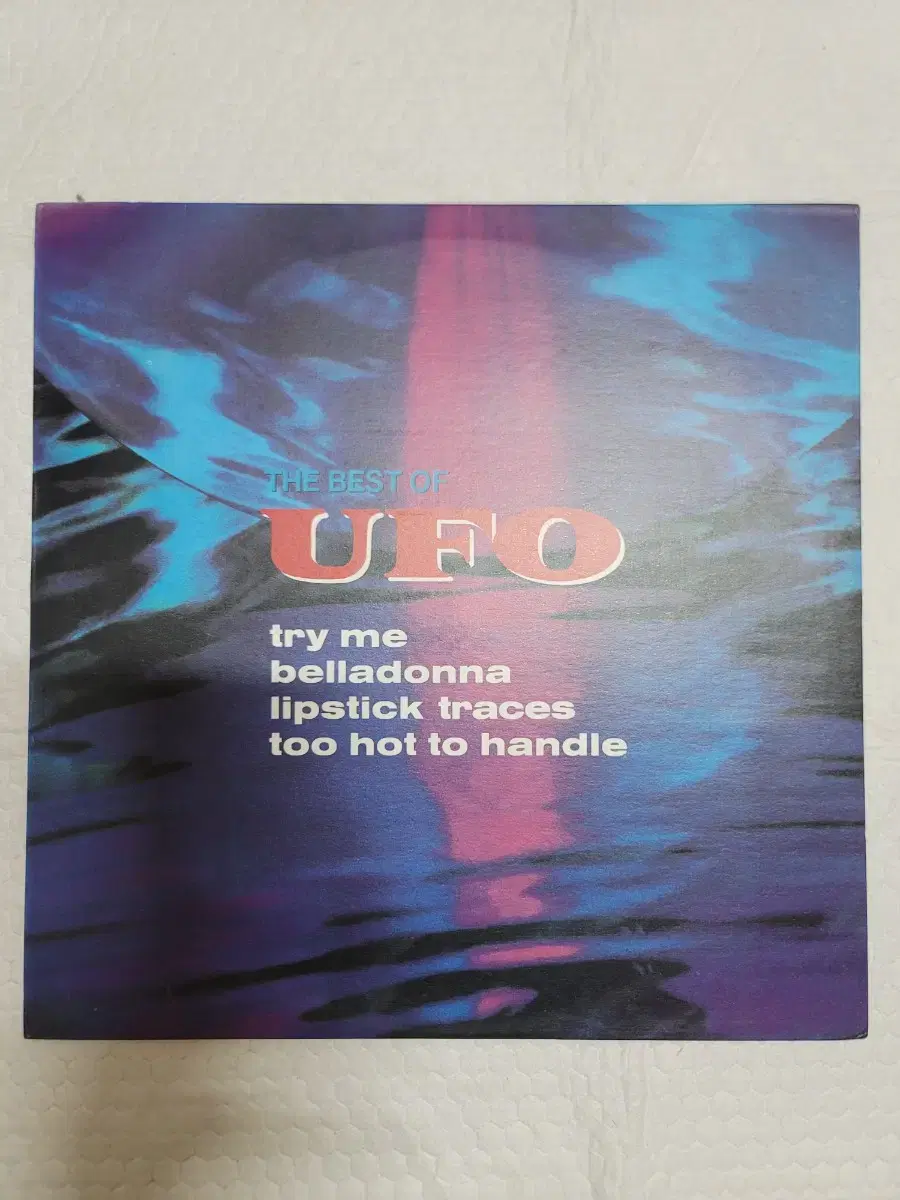 THE BEST OF
UFO
try me
belladonna
lipstick traces
too hot to handle